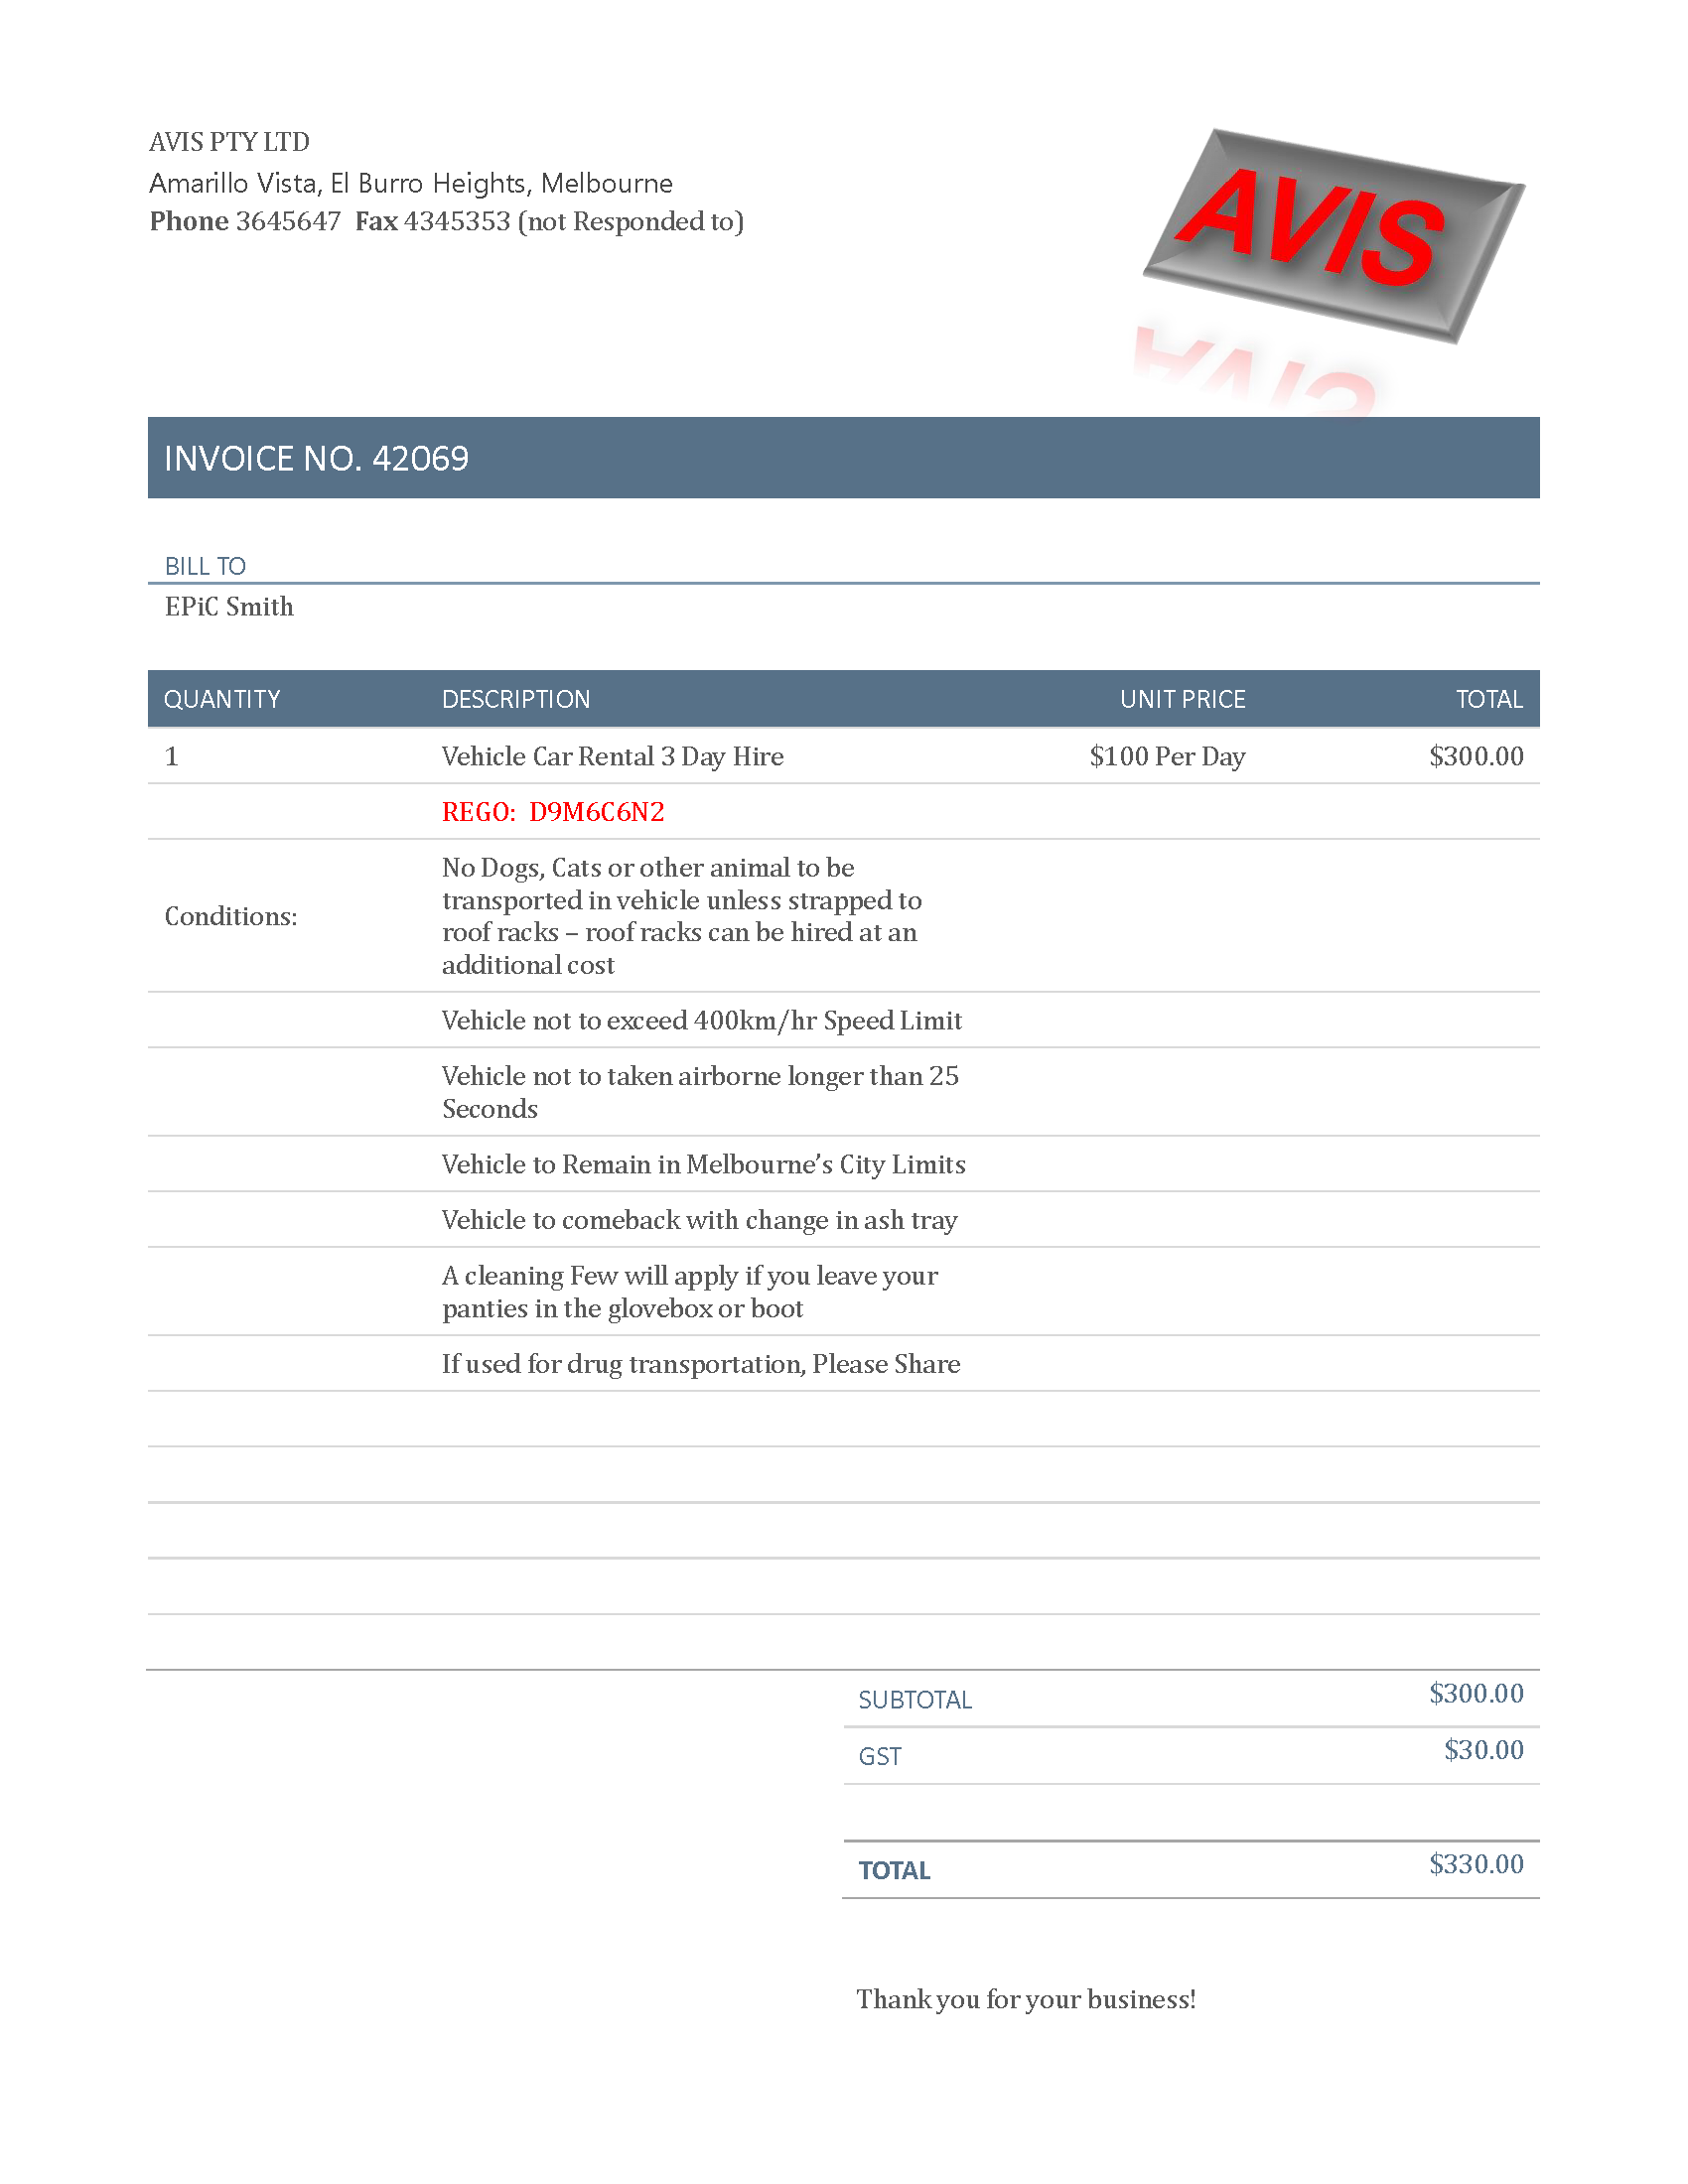 AVIS PTY LTD
Amarillo Vista, El Burro Heights, Melbourne
Phone 3645647  Fax 4345353 (not Responded to)
AVIS
AVIS
INVOICE NO. 42069
BILL TO
EPiC Smith
QUANTITY DESCRIPTION UNIT PRICE TOTAL
1 Vehicle Car Rental 3 Day Hire $100 Per Day $300.00
REGO:  D9M6C6N2
Conditions:
No Dogs, Cats or other animal to be
transported in vehicle unless strapped to
roof racks – roof racks can be hired at an
additional cost
Vehicle not to exceed 400km/hr Speed Limit
Vehicle not to taken airborne longer than 25
Seconds
Vehicle to Remain in Melbourne’s City Limits
Vehicle to comeback with change in ash tray
A cleaning Few will apply if you leave your
panties in the glovebox or boot
If used for drug transportation, Please Share
SUBTOTAL $300.00
GST $30.00
TOTAL $330.00
Thank you for your business!